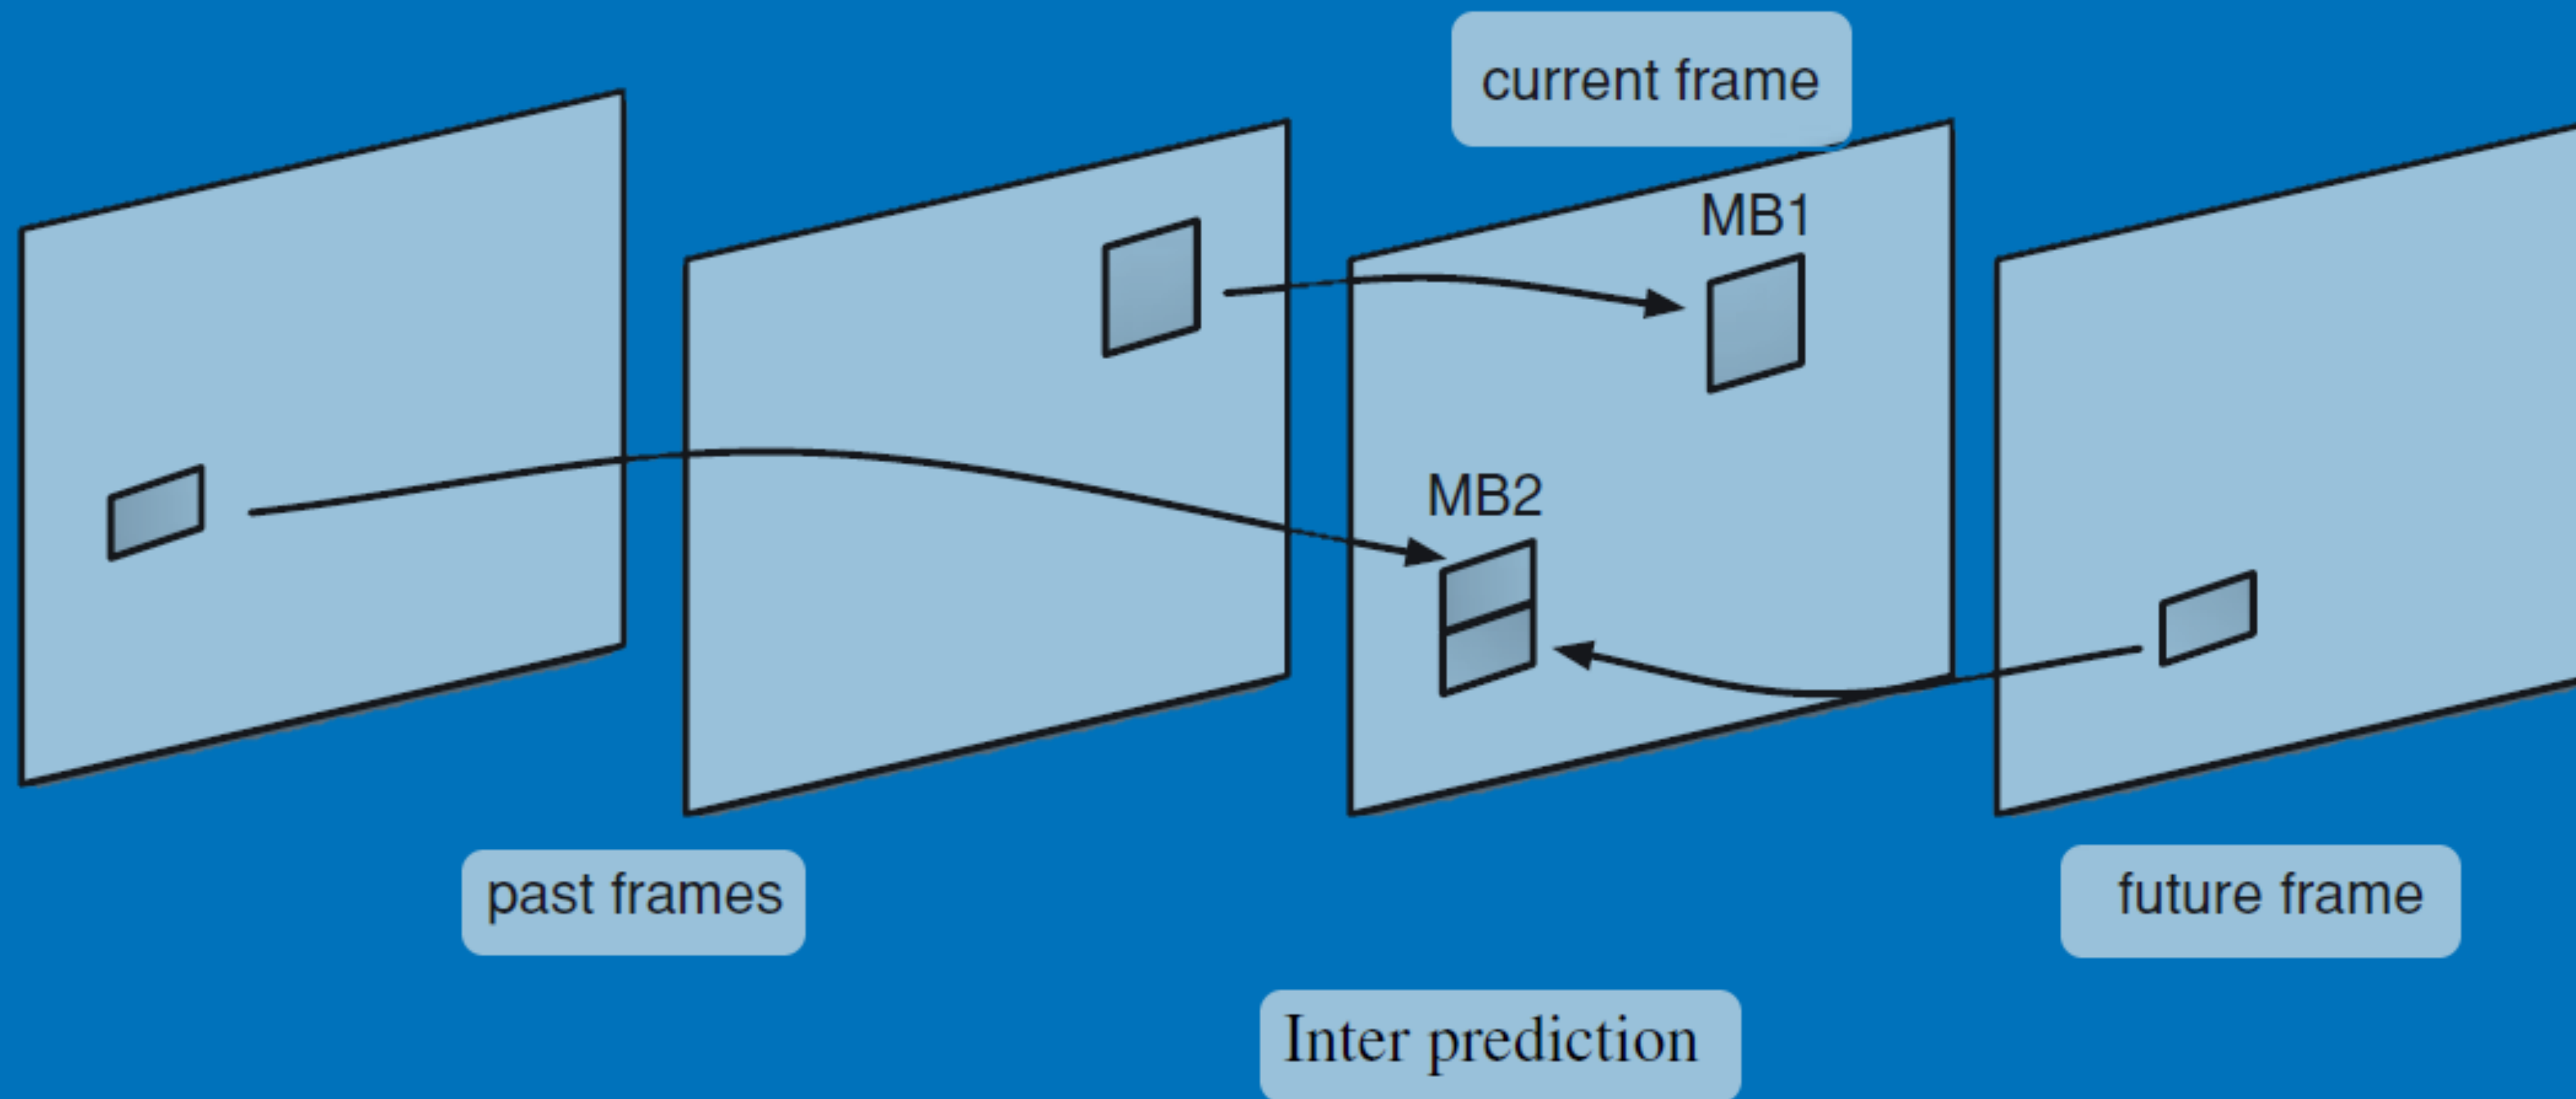 current frame
MB1
MB2
past frames
future frame
Inter prediction